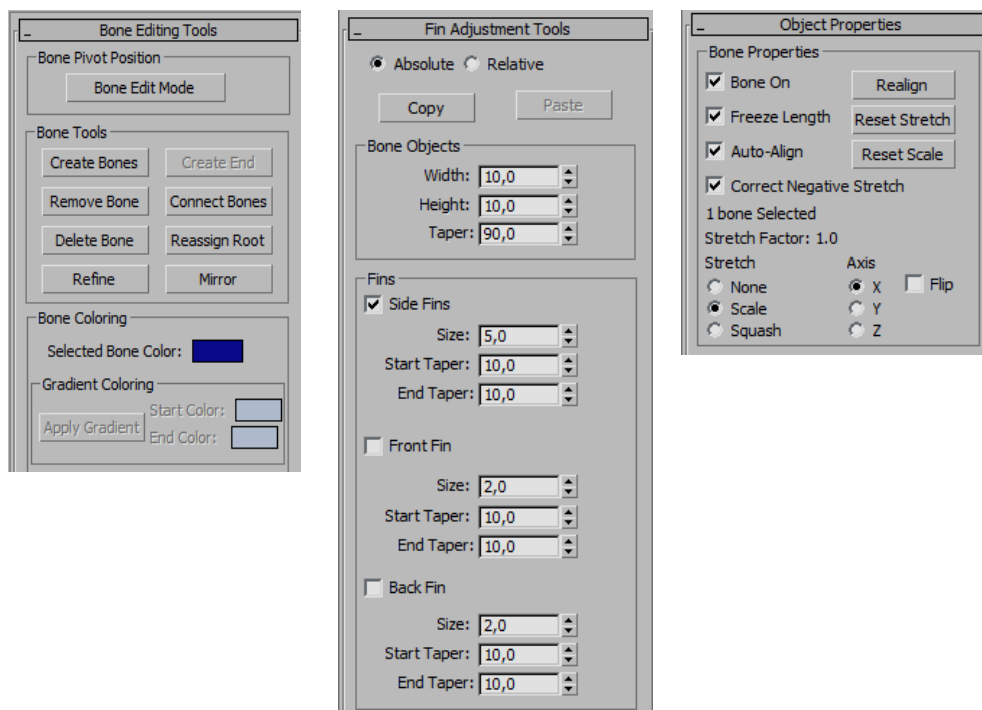 Bone Editing Tools
Bone Pivot Position
Bone Edit Mode
Bone Tools
Create Bones Create End
Remove Bone Connect Bones
Delete Bone Reassign Root
Refine Mirror
Bone Coloring
Selected Bone Color:
Gradient Coloring
Apply Gradient Start Color:
End Color:
Fin Adjustment Tools
Absolute Relative
Copy Paste
Bone Objects
Width: 10,0
Height: 10,0
Taper: 90,0
Fins
Side Fins
Size: 5,0
Start Taper: 10,0
End Taper: 10,0
Front Fin
Size: 2,0
Start Taper: 10,0
End Taper: 10,0
Back Fin
Size: 2,0
Start Taper: 10,0
End Taper: 10,0
Object Properties
Bone Properties
Bone On Realign
Freeze Length Reset Stretch
Auto-Align Reset Scale
Correct Negative Stretch
1 bone Selected
Stretch Factor: 1.0
Stretch Axis
None X Flip
Scale Y
Squash Z